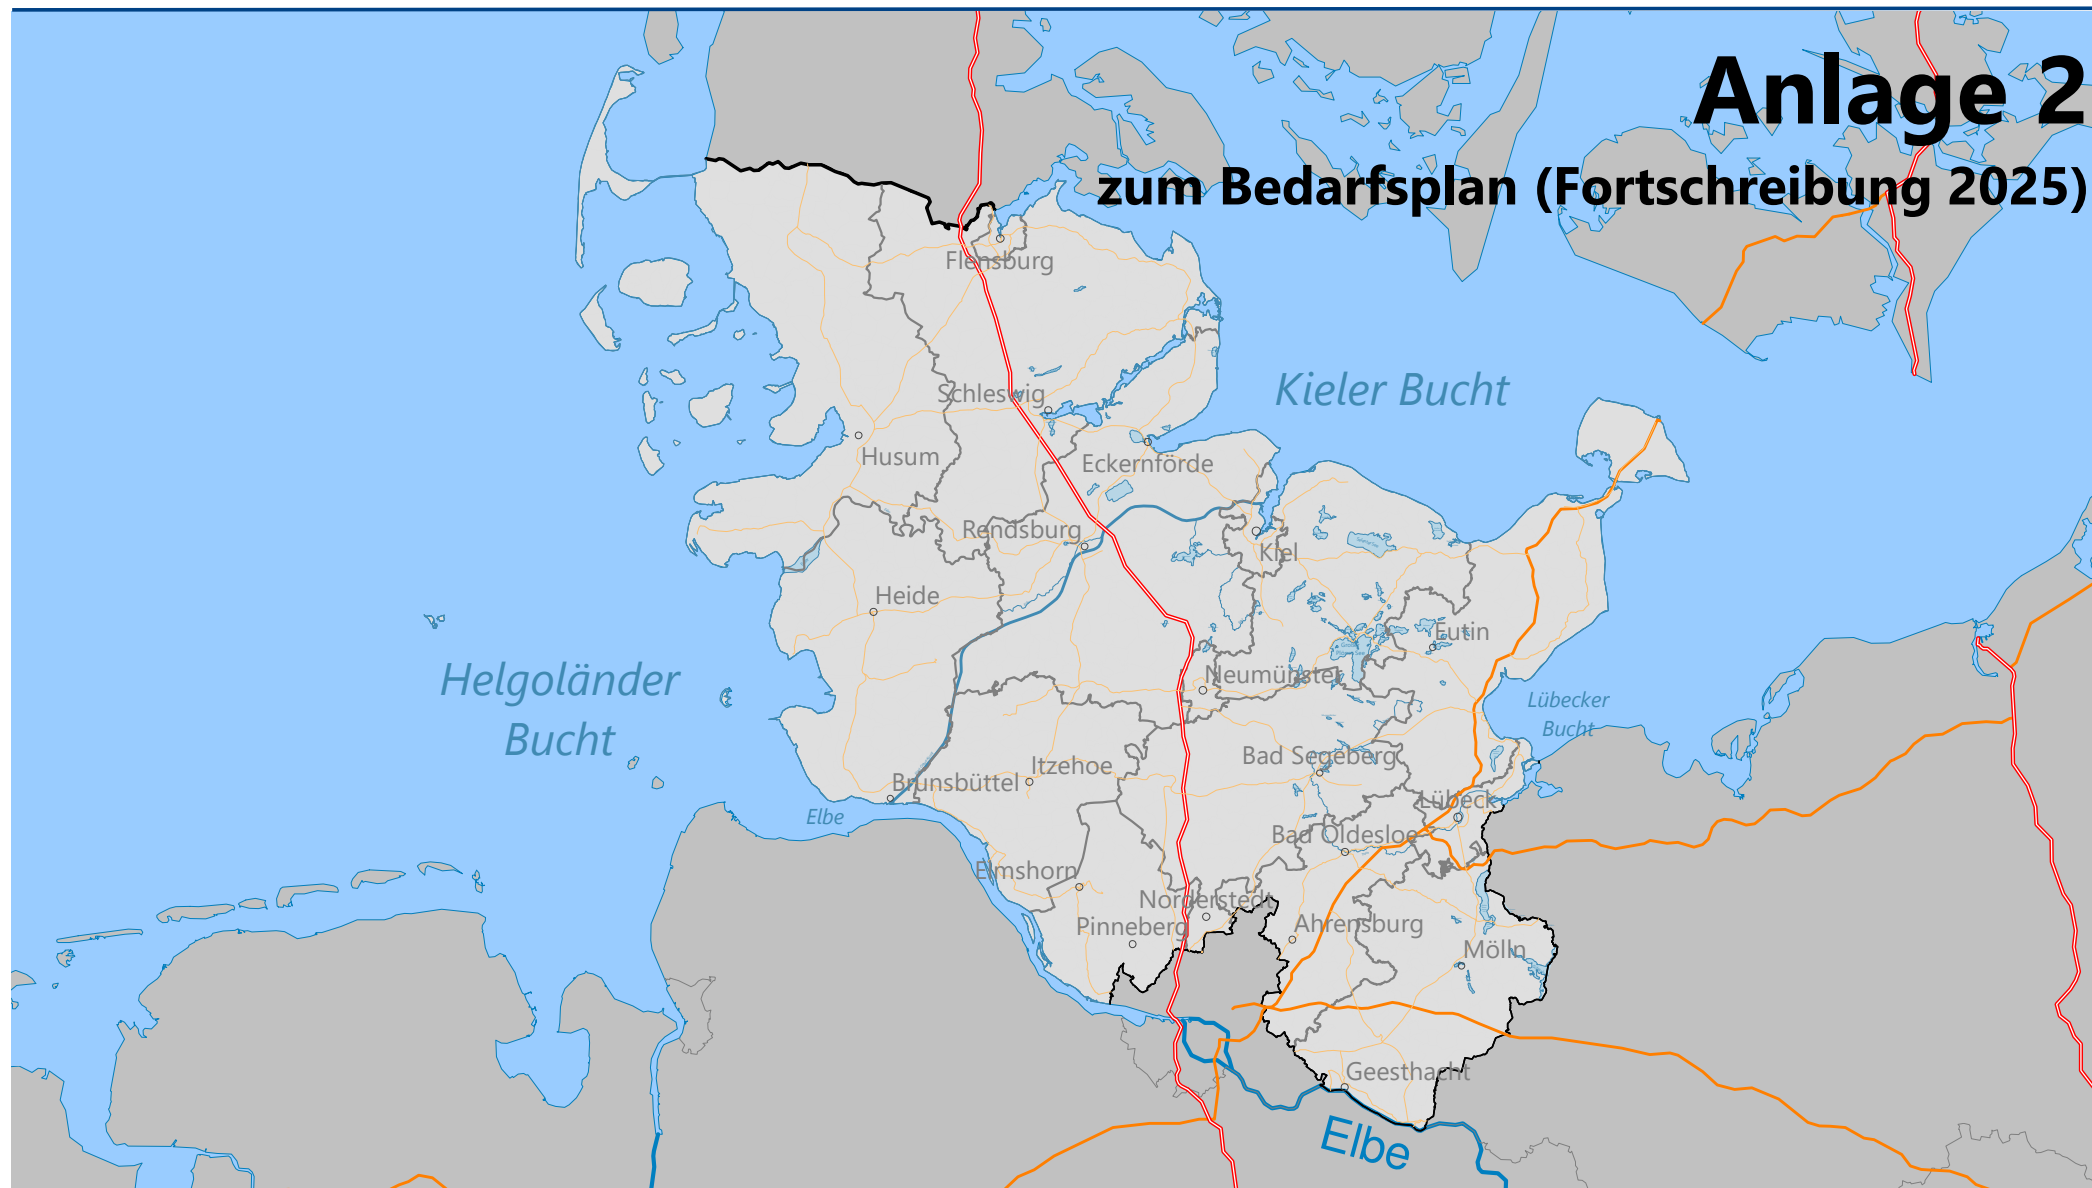 Anlage 2
zum Bedarfsplan (Fortschreibung 2025)
Flensburg
Kieler Bucht
Schleswig
Husum
Eckernförde
Rendsburg
Kiel
Heide
Eutin
Helgoländer
Bucht
Neumünster
Lübecker
Bucht
Bad Segeberg
Itzehoe
Brunsbüttel
Lübeck
Elbe
Bad Oldesloe
Elmshorn
Norderstedt
Pinneberg
Ahrensburg
Mölln
Geesthacht
Elbe